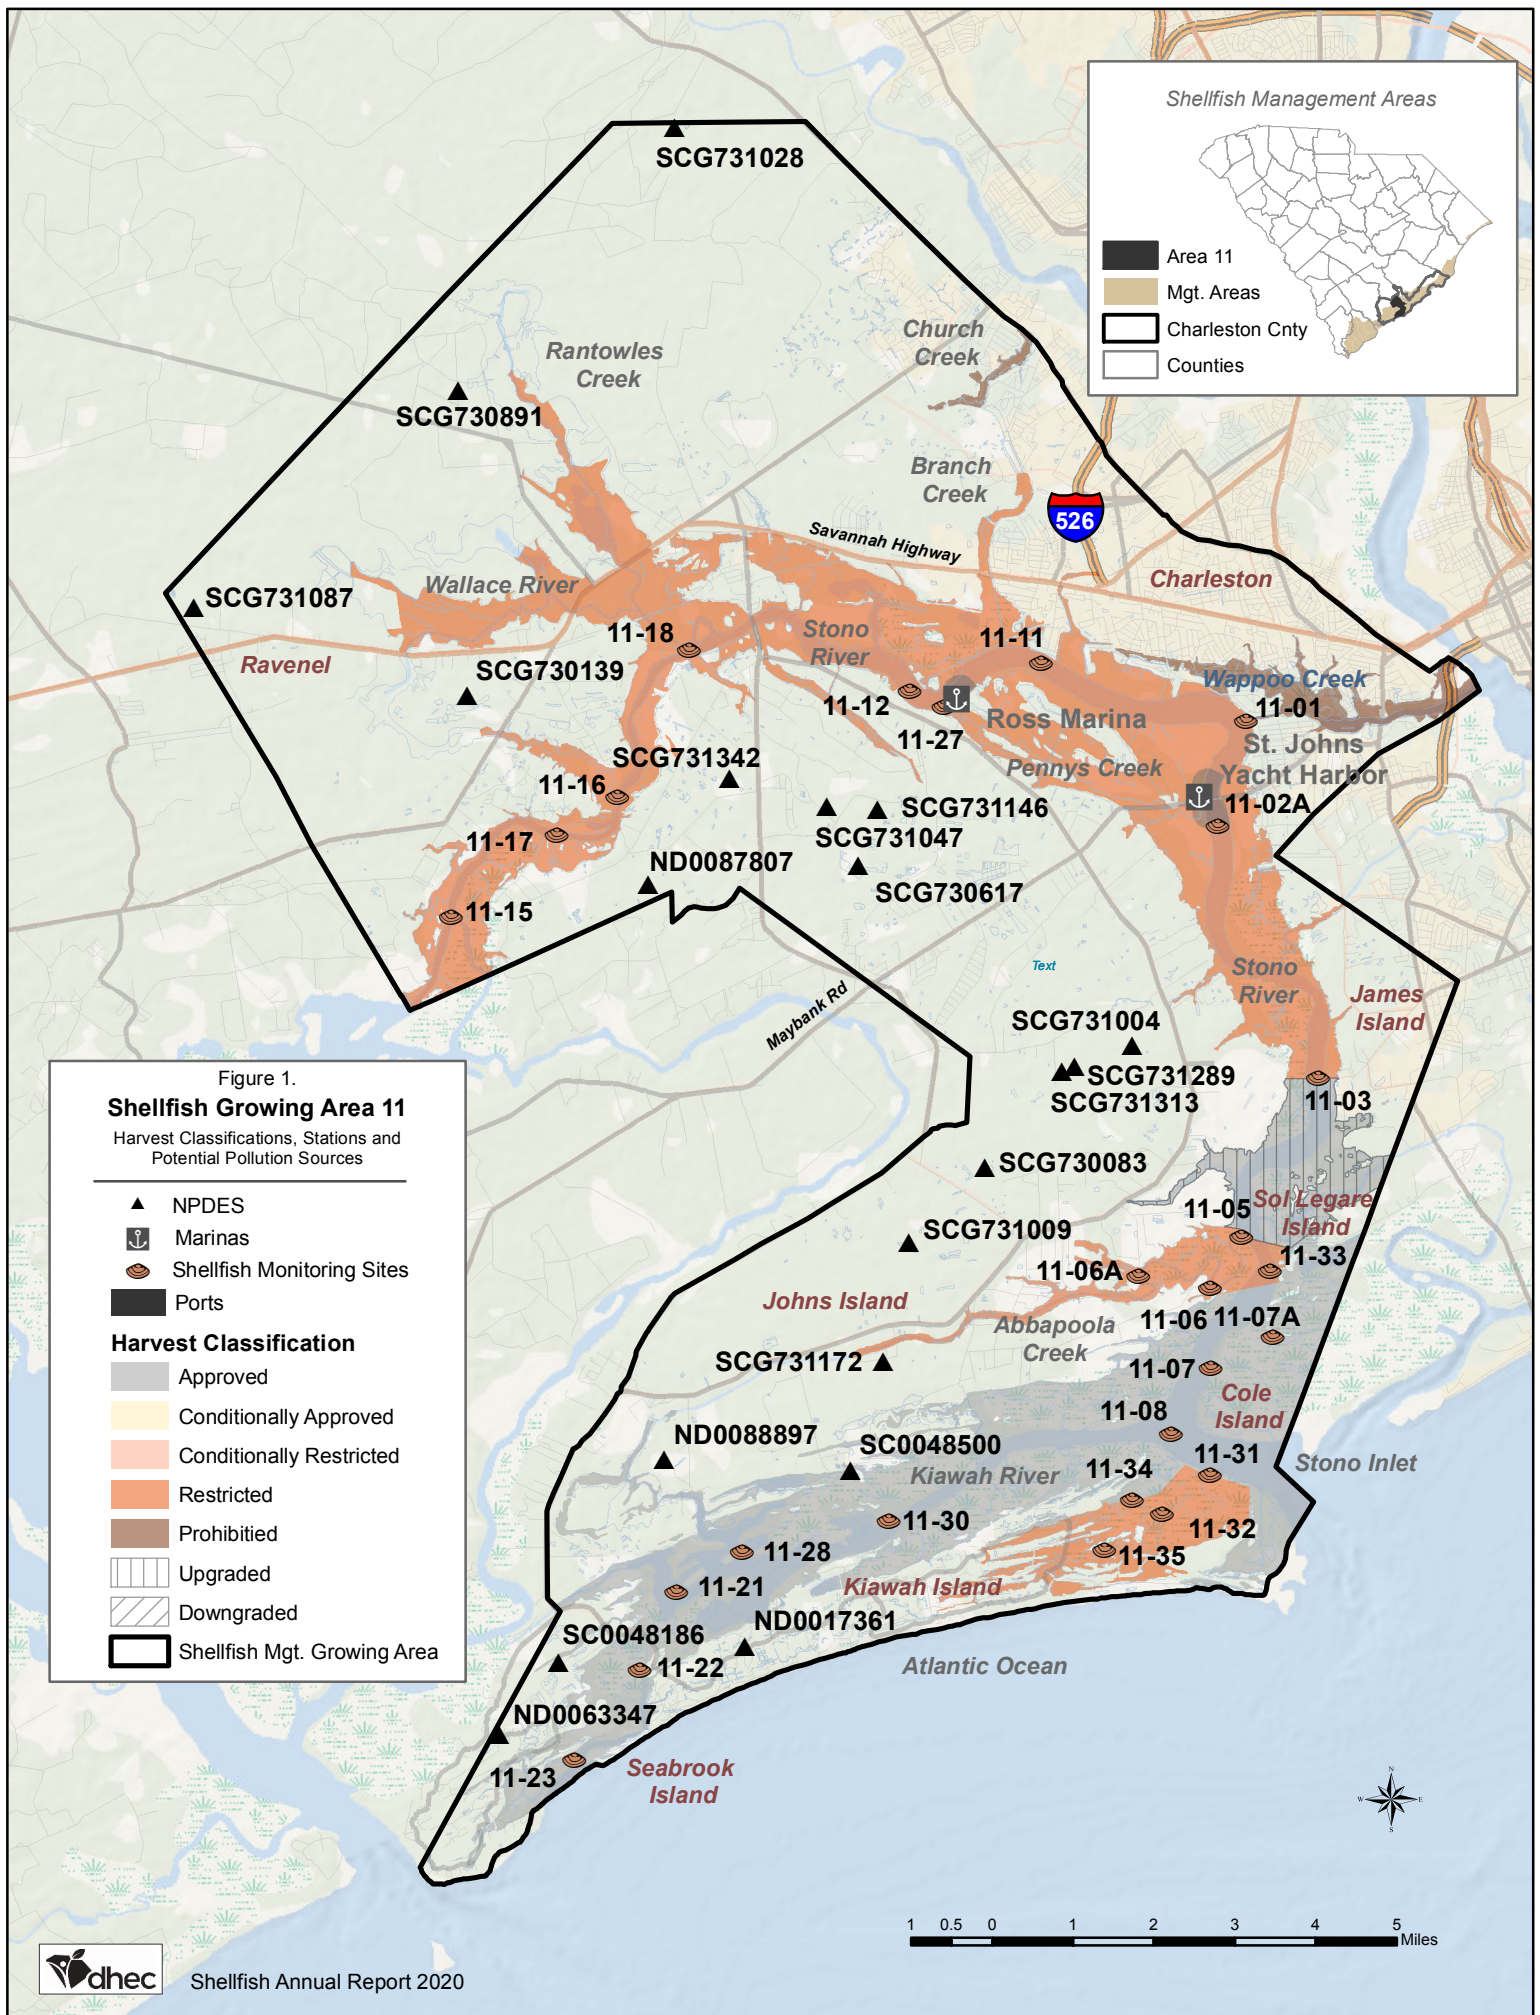 Shellfish Management Areas
Area 11
Mgt. Areas
Charleston Cnty
Counties
SCG731028
Church
Creek
Rantowles
Creek
SCG730891
Branch
Creek
526
Savannah Highway
Charleston
Wallace River
SCG731087
11-18
Stono
River
11-11
Ravenel
SCG730139
Wappoo Creek
11-12
Ross Marina
11-01
11-27
St. Johns
Yacht Harbor
SCG731342
Pennys Creek
11-16
11-02A
SCG731146
SCG731047
11-17
ND0087807
SCG730617
11-15
Text
Stono
River
James
Island
Maybank Rd
SCG731004
SCG731289
SCG731313
11-03
SCG730083
Sol Legare
Island
11-05
SCG731009
11-33
11-06A
Johns Island
Abbapoola
Creek
11-06
11-07A
SCG731172
11-07
Cole
Island
11-08
ND0088897
SC0048500
Kiawah River
11-34
11-31
Stono Inlet
11-30
11-32
11-28
11-35
11-21
Kiawah Island
ND0017361
SC0048186
11-22
Atlantic Ocean
ND0063347
11-23
Seabrook
Island
Figure 1.
Shellfish Growing Area 11
Harvest Classifications, Stations and
Potential Pollution Sources
NPDES
Marinas
Shellfish Monitoring Sites
Ports
Harvest Classification
Approved
Conditionally Approved
Conditionally Restricted
Restricted
Prohibitied
Upgraded
Downgraded
Shellfish Mgt. Growing Area
N
W E
S
1 0.5 0 1 2 3 4 5
Miles
dhec
Shellfish Annual Report 2020